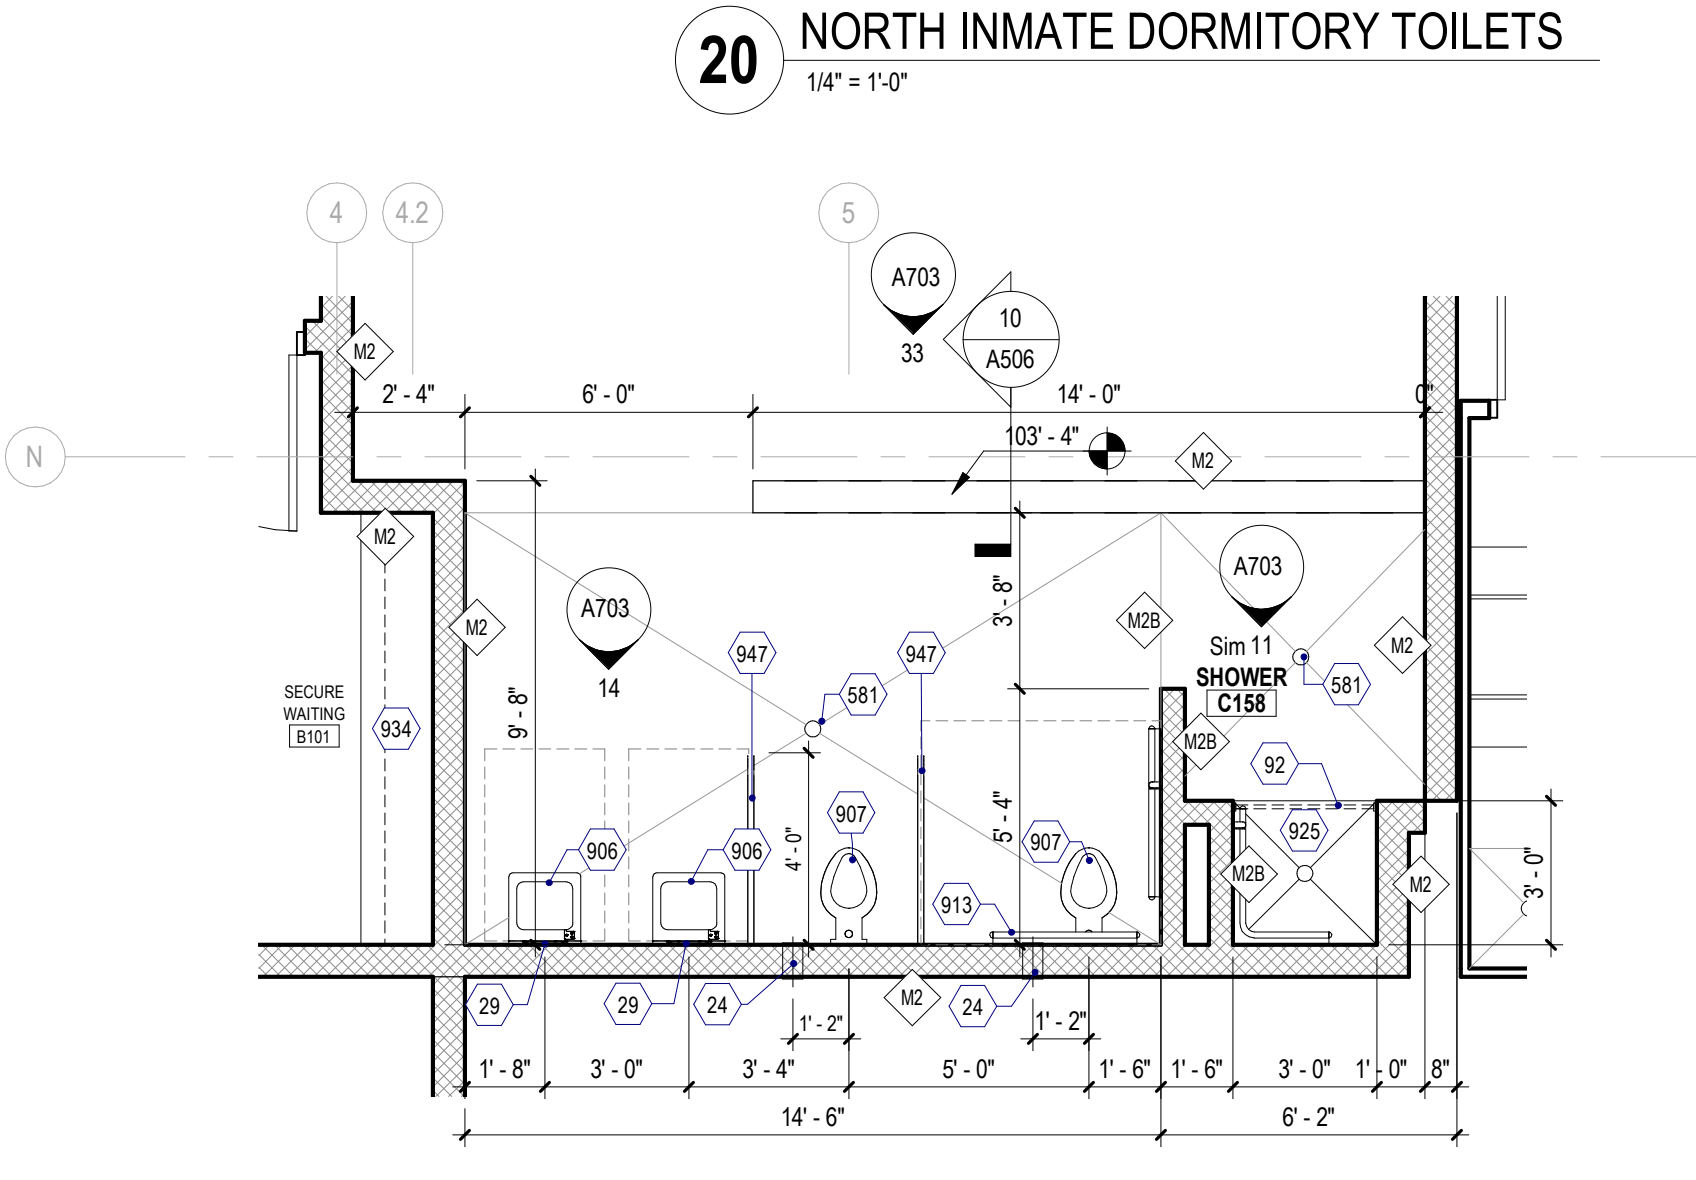 20
NORTH INMATE DORMITORY TOILETS
1/4" = 1'-0"
4
4.2
5
A703
33
10
A506
M2
2' - 4"
6' - 0"
14' - 0"
0"
N
103' - 4"
M2
M2
A703
14
M2
9' - 8"
947
947
581
3' - 8"
M2B
A703
Sim 11
SHOWER
C158
M2
581
SECURE
WAITING
B101
934
M2B
92
925
906
906
4' - 0"
907
5' - 4"
907
913
M2B
M2
3' - 0"
29
29
24
M2
24
1' - 2"
1' - 2"
1' - 8"
3' - 0"
3' - 4"
5' - 0"
1' - 6"
1' - 6"
3' - 0"
1' - 0"
8"
14' - 6"
6' - 2"